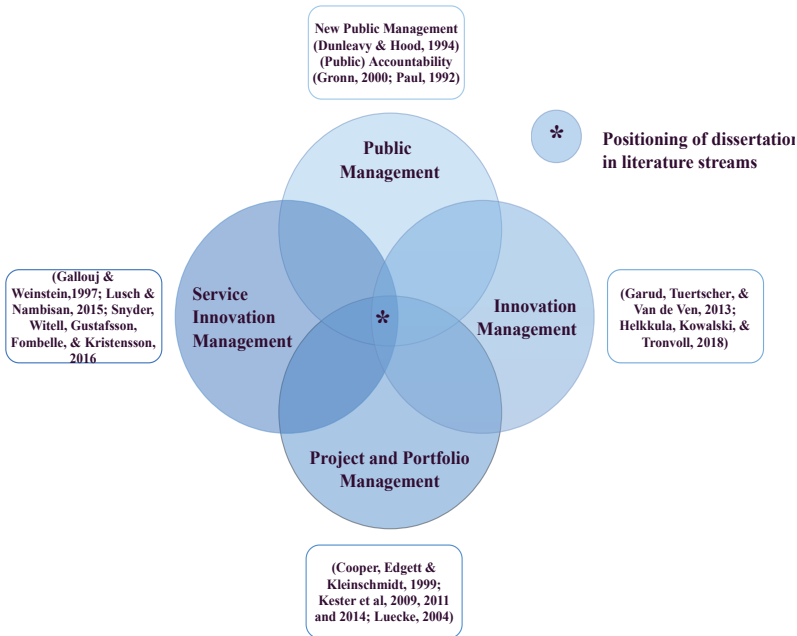 New Public Management
(Dunleavy & Hood, 1994)
(Public) Accountability
(Gronn, 2000; Paul, 1992)
*
Positioning of dissertation
in literature streams
Public
Management
(Gallouj &
Weinstein,1997; Lusch &
Nambisan, 2015; Snyder,
Witell, Gustafsson,
Fombelle, & Kristensson,
2016
Service
Innovation
Management
*
Innovation
Management
(Garud, Tuertscher, &
Van de Ven, 2013;
Helkkula, Kowalski, &
Tronvoll, 2018)
Project and Portfolio
Management
(Cooper, Edgett &
Kleinschmidt, 1999;
Kester et al, 2009, 2011
and 2014; Luecke, 2004)